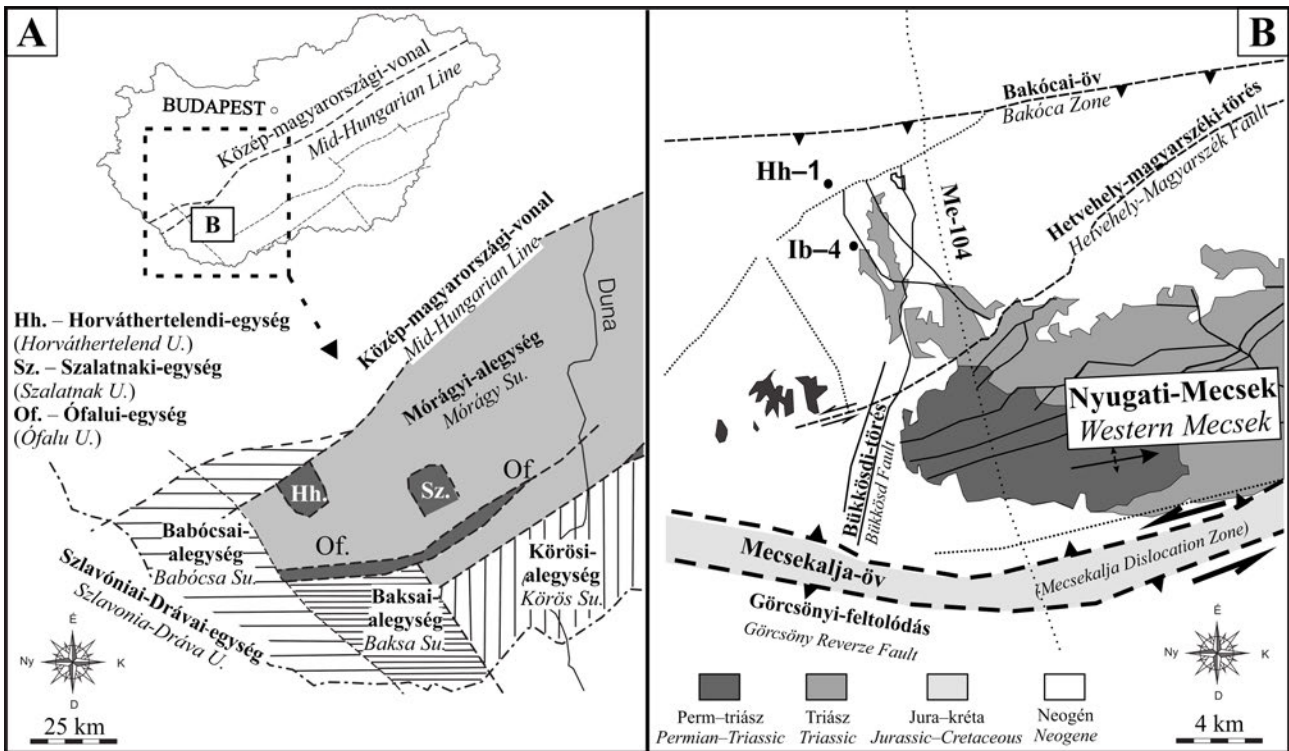 A
BUDAPEST
Közép-magyarországi-vonal
Mid-Hungarian Line
B
Hh. – Horváthertelendi-egység
(Horváthertelend U.)
Sz. – Szalatnaki-egység
(Szalatnak U.)
Of. – Ófalui-egység
(Ófalu U.)
Közép-magyarországi-vonal
Mid-Hungarian Line
Duna
Mórágyi-alegység
Mórágy Su.
Hh.
Sz.
Of.
Of.
Babócsai-
alegység
Babócsa Su.
Szlavóniai-Drávai-egység
Szlavonia-Dráva U.
Baksai-
alegység
Baksa Su.
Körösi-
alegység
Körös Su.
É
Ny
K
D
25 km
B
Bakócai-öv
Bakóca Zone
Hetvehely-magyarszéki-törés
Hetvehely-Magyarszék Fault
Hh–1
Ib–4
Me-104
Nyugati-Mecsek
Western Mecsek
Bükkösdi-törés
Bükkösd Fault
Mecsekalja-öv
(Mecsekalja Dislocation Zone)
Görcsönyi-feltolódás
Görcsöny Reverze Fault
É
Ny
K
D
Perm–triász
Permian–Triassic
Triász
Triassic
Jura–kréta
Jurassic–Cretaceous
Neogén
Neogene
4 km